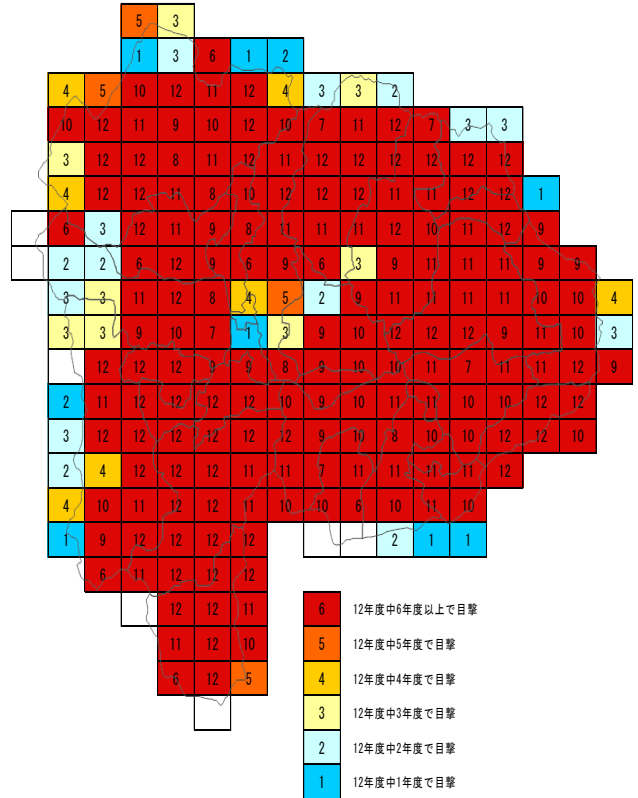 5 3
1 3 6 1 2
4 5 10 12 11 12 4 3 3 2
10 12 11 9 10 12 10 7 11 12 7 3 3
3 12 12 8 11 12 11 12 12 12 12 12 12
4 12 12 11 8 10 12 12 12 11 11 12 12 1
6 3 12 11 9 8 11 11 11 12 10 11 12 9
2 2 6 12 9 6 9 6 3 9 11 11 11 9 9
3 3 11 12 8 4 5 2 9 11 11 11 11 10 10 4
3 3 9 10 7 1 3 9 10 12 12 12 9 11 10 3
12 12 12 9 9 8 10 10 11 7 11 11 12 9
2 11 12 12 12 12 10 9 10 11 11 10 10 12 12
3 12 12 12 12 12 12 9 10 8 10 10 12 12 10
2 4 12 12 12 11 11 7 11 11 11 11 12
4 10 11 12 12 11 10 10 6 10 11 10
1 9 12 12 12 12 2 1 1
6 11 12 12 12
12 12 11
11 12 10
6 12 5
6 12年度中6年度以上で目撃
5 12年度中5年度で目撃
4 12年度中4年度で目撃
3 12年度中3年度で目撃
2 12年度中2年度で目撃
1 12年度中1年度で目撃